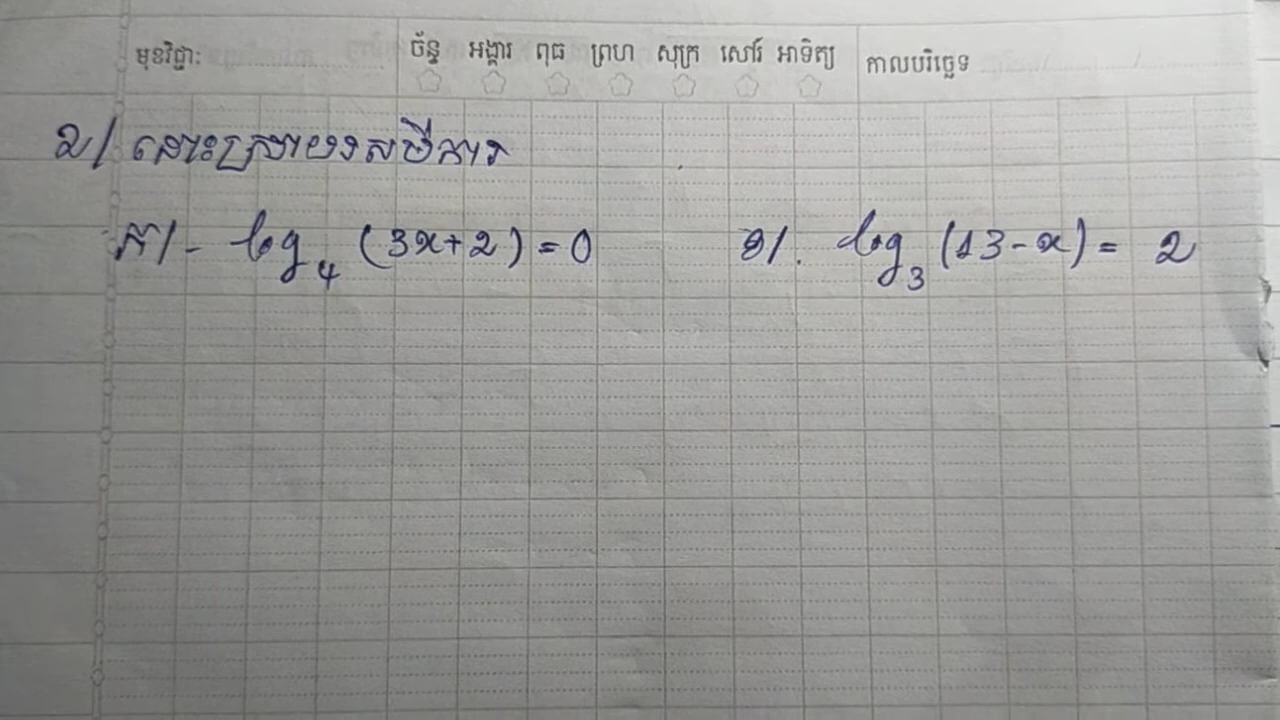 មុខវិជ្ជា: ច័ន្ទ អង្គារ ពុធ ព្រហ សុក្រ សៅរ៍ អាទិត្យ កាលបរិច្ឆេទ
២/ ដោះស្រាយសមីការ
ក/- log₄ (3x+2) = 0 ខ/. log₃ (13-x) = 2